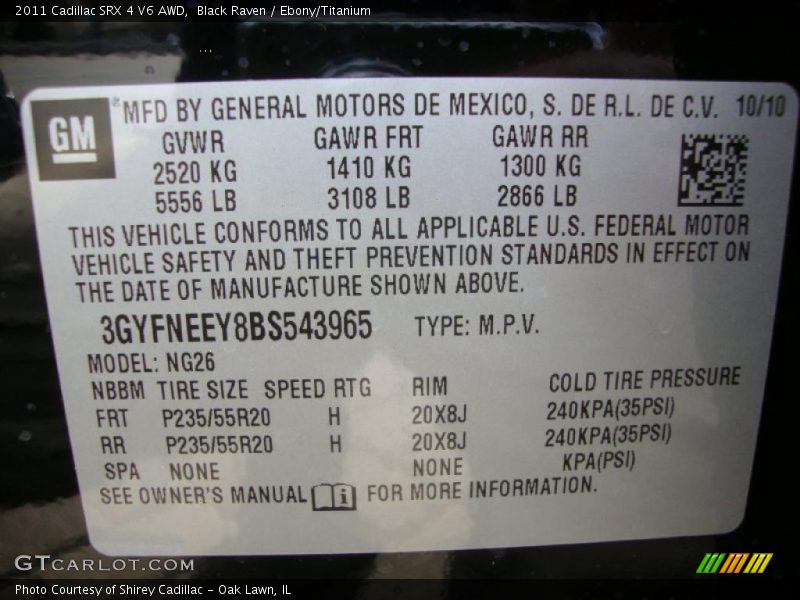 2011 Cadillac SRX 4 V6 AWD,  Black Raven / Ebony/Titanium
GM
® MFD BY GENERAL MOTORS DE MEXICO, S. DE R.L. DE C.V. 10/10
GVWR GAWR FRT GAWR RR
2520 KG 1410 KG 1300 KG
5556 LB 3108 LB 2866 LB
THIS VEHICLE CONFORMS TO ALL APPLICABLE U.S. FEDERAL MOTOR
VEHICLE SAFETY AND THEFT PREVENTION STANDARDS IN EFFECT ON
THE DATE OF MANUFACTURE SHOWN ABOVE.
3GYFNEEY8BS543965 TYPE: M.P.V.
MODEL: NG26
NBBM TIRE SIZE SPEED RTG RIM COLD TIRE PRESSURE
FRT P235/55R20 H 20X8J 240KPA(35PSI)
RR P235/55R20 H 20X8J 240KPA(35PSI)
SPA NONE NONE KPA(PSI)
SEE OWNER'S MANUAL i FOR MORE INFORMATION.
GTCARLOT.COM
Photo Courtesy of Shirey Cadillac - Oak Lawn, IL